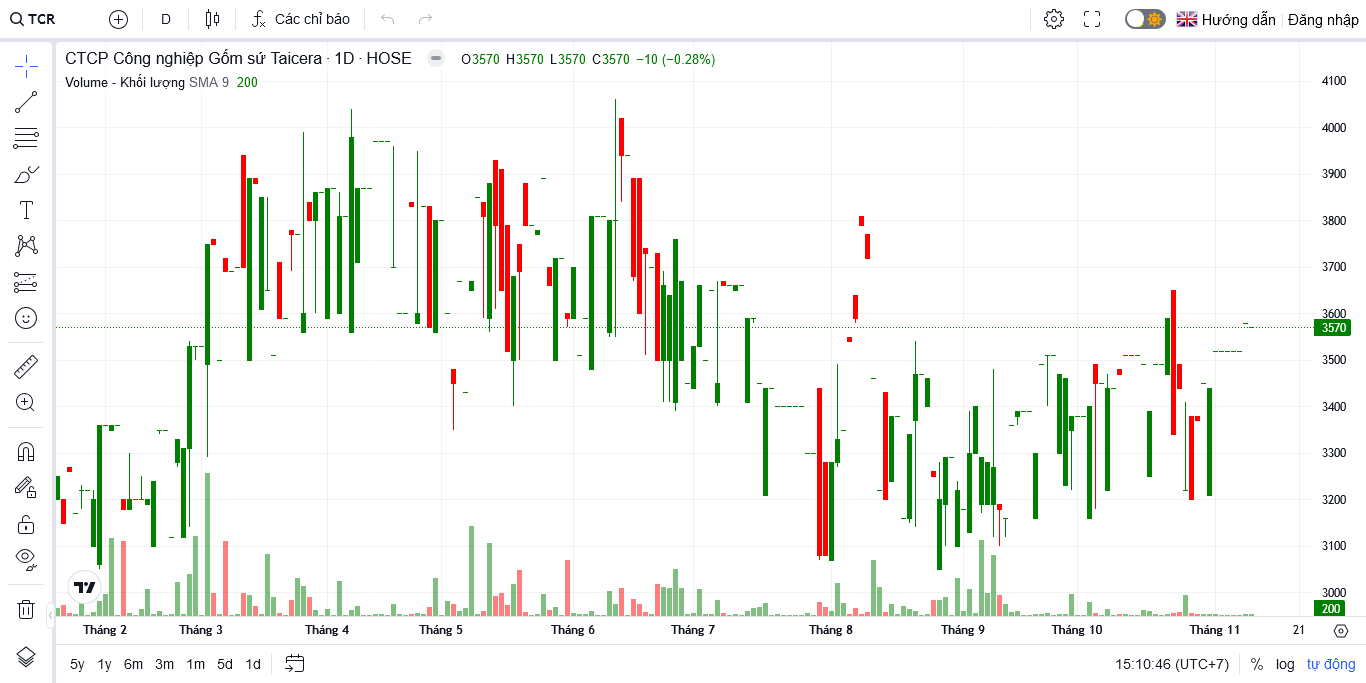 TCR D Các chỉ báo Hướng dẫn Đăng nhập
CTCP Công nghiệp Gốm sứ Taicera · 1D · HOSE O3570 H3570 L3570 C3570 −10 (−0.28%)
Volume - Khối lượng SMA 9 200
4100
4000
3900
3800
3700
3600
3570
3500
3400
3300
3200
3100
3000
200
Tháng 2 Tháng 3 Tháng 4 Tháng 5 Tháng 6 Tháng 7 Tháng 8 Tháng 9 Tháng 10 Tháng 11 21
5y 1y 6m 3m 1m 5d 1d 15:10:46 (UTC+7) % log tự động